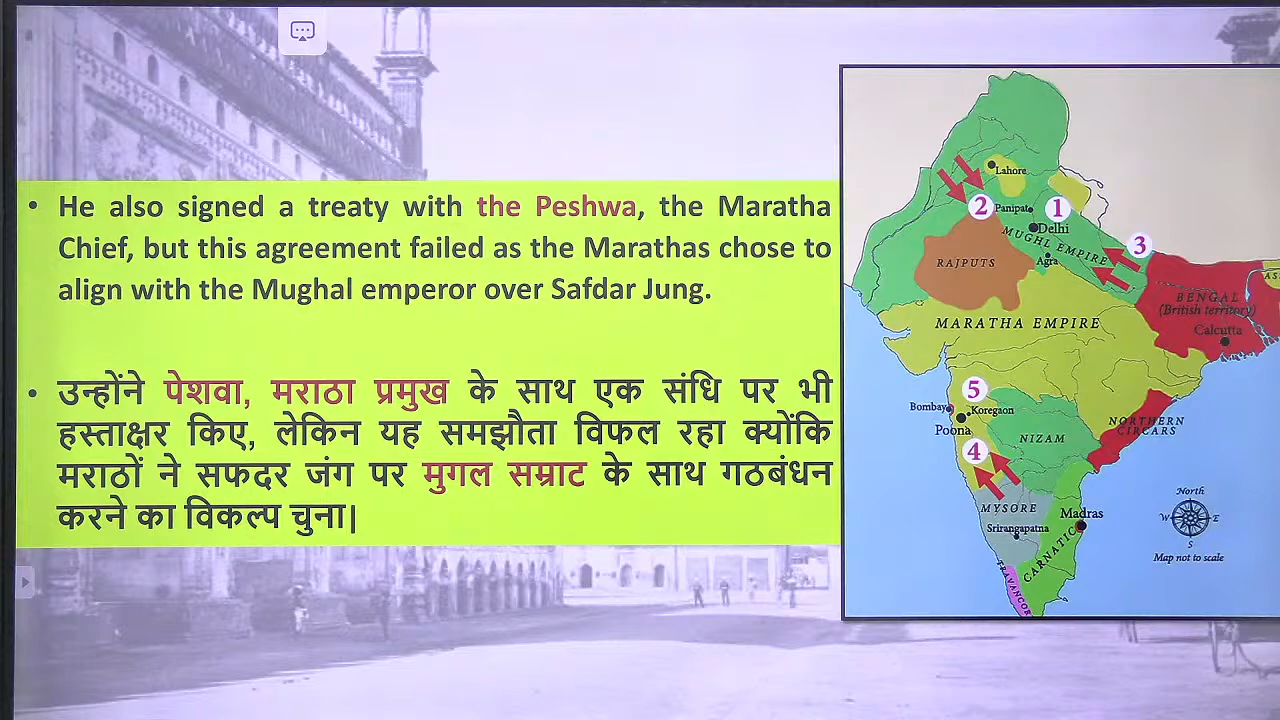 • He also signed a treaty with the Peshwa, the Maratha
Chief, but this agreement failed as the Marathas chose to
align with the Mughal emperor over Safdar Jung.
• उन्होंने पेशवा, मराठा प्रमुख के साथ एक संधि पर भी
हस्ताक्षर किए, लेकिन यह समझौता विफल रहा क्योंकि
मराठों ने सफदर जंग पर मुगल सम्राट के साथ गठबंधन
करने का विकल्प चुना|
Lahore
2
Panipat
1
Delhi
MUGHL EMPIRE
3
Agra
RAJPUTS
BENGAL
(British territory)
Calcutta
MARATHA EMPIRE
5
Bombay
Koregaon
Poona
NORTHERN
CIRCARS
NIZAM
4
MYSORE
Srirangapatna
Madras
CARNATIC
TRAVANCOR
North
W
E
S
Map not to scale